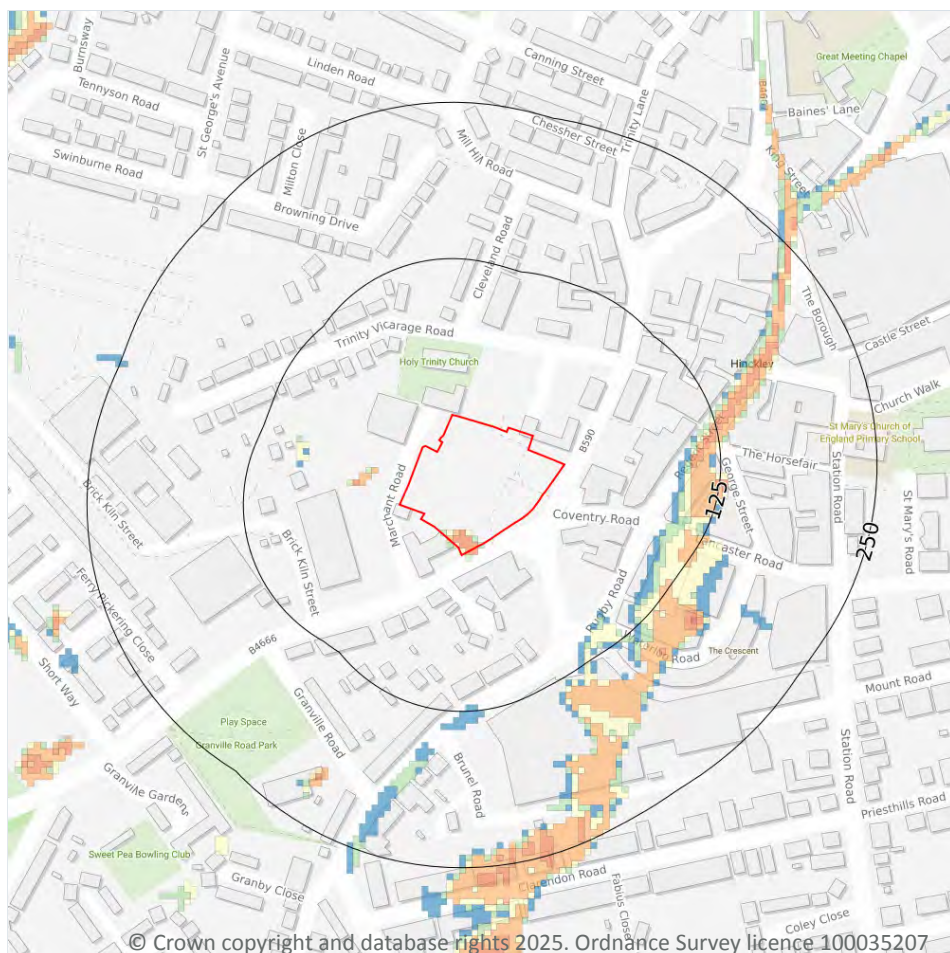 Burnsway
Canning Street
Great Meeting Chapel
Linden Road
St George's Avenue
Tennyson Road
Trinity Lane
Baines' Lane
Chessher Street
Mill Hill Road
Swinburne Road
Milton Close
King Street
Browning Drive
Cleveland Road
The Borough
Trinity Vicarage Road
Castle Street
Holy Trinity Church
Hinckley
Church Walk
St Mary's Church of
England Primary School
B590
The Horsefair
Marchant Road
George Street
Station Road
Brick Kiln Street
125
Coventry Road
250
St Mary's Road
Brick Kiln Street
Ferry Pickering Close
Rugby Road
B4666
The Crescent
Short Way
Mount Road
Play Space
Granville Road
Granville Road Park
Brunel Road
Station Road
Granville Gardens
Priesthills Road
Sweet Pea Bowling Club
Clarendon Road
Granby Close
Fabius Close
Coley Close
© Crown copyright and database rights 2025. Ordnance Survey licence 100035207